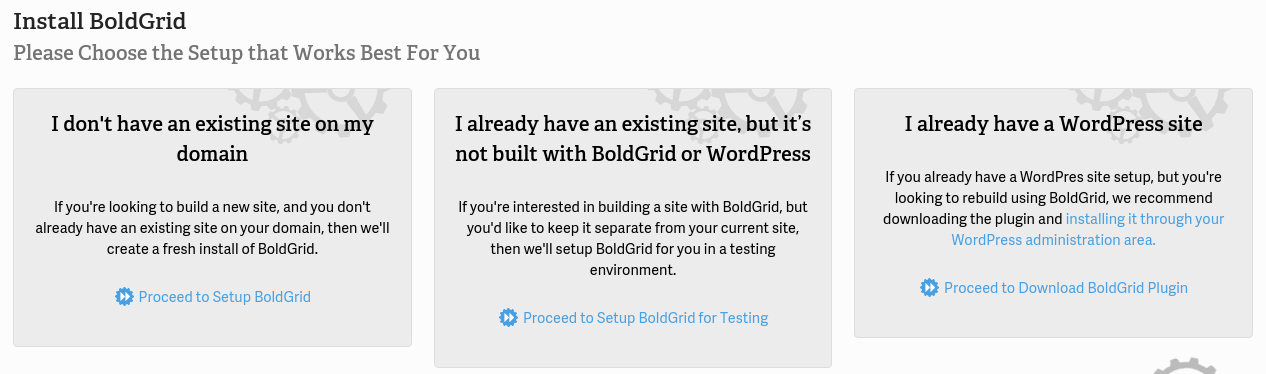 Install BoldGrid
Please Choose the Setup that Works Best For You
I don't have an existing site on my
domain
If you're looking to build a new site, and you don't
already have an existing site on your domain, then we'll
create a fresh install of BoldGrid.
Proceed to Setup BoldGrid
I already have an existing site, but it’s
not built with BoldGrid or WordPress
If you're interested in building a site with BoldGrid, but
you'd like to keep it separate from your current site,
then we'll setup BoldGrid for you in a testing
environment.
Proceed to Setup BoldGrid for Testing
I already have a WordPress site
If you already have a WordPres site setup, but you're
looking to rebuild using BoldGrid, we recommend
downloading the plugin and installing it through your
WordPress administration area.
Proceed to Download BoldGrid Plugin